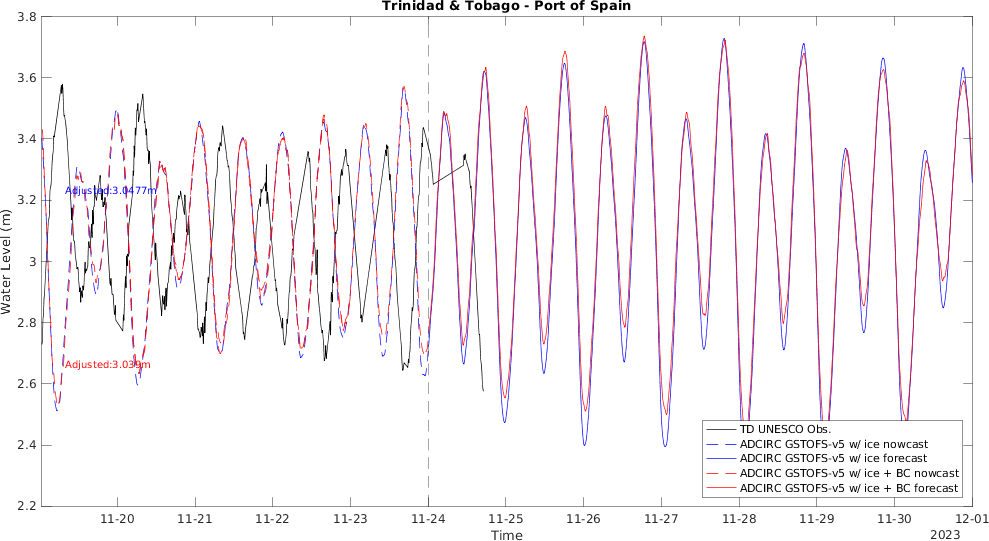 Trinidad & Tobago - Port of Spain
3.8
3.6
3.4
3.2
3
2.8
2.6
2.4
2.2
Water Level (m)
Adjusted:3.0477m
Adjusted:3.039m
TD UNESCO Obs.
ADCIRC GSTOFS-v5 w/ ice nowcast
ADCIRC GSTOFS-v5 w/ ice forecast
ADCIRC GSTOFS-v5 w/ ice + BC nowcast
ADCIRC GSTOFS-v5 w/ ice + BC forecast
11-20 11-21 11-22 11-23 11-24 11-25 11-26 11-27 11-28 11-29 11-30 12-01
Time
2023